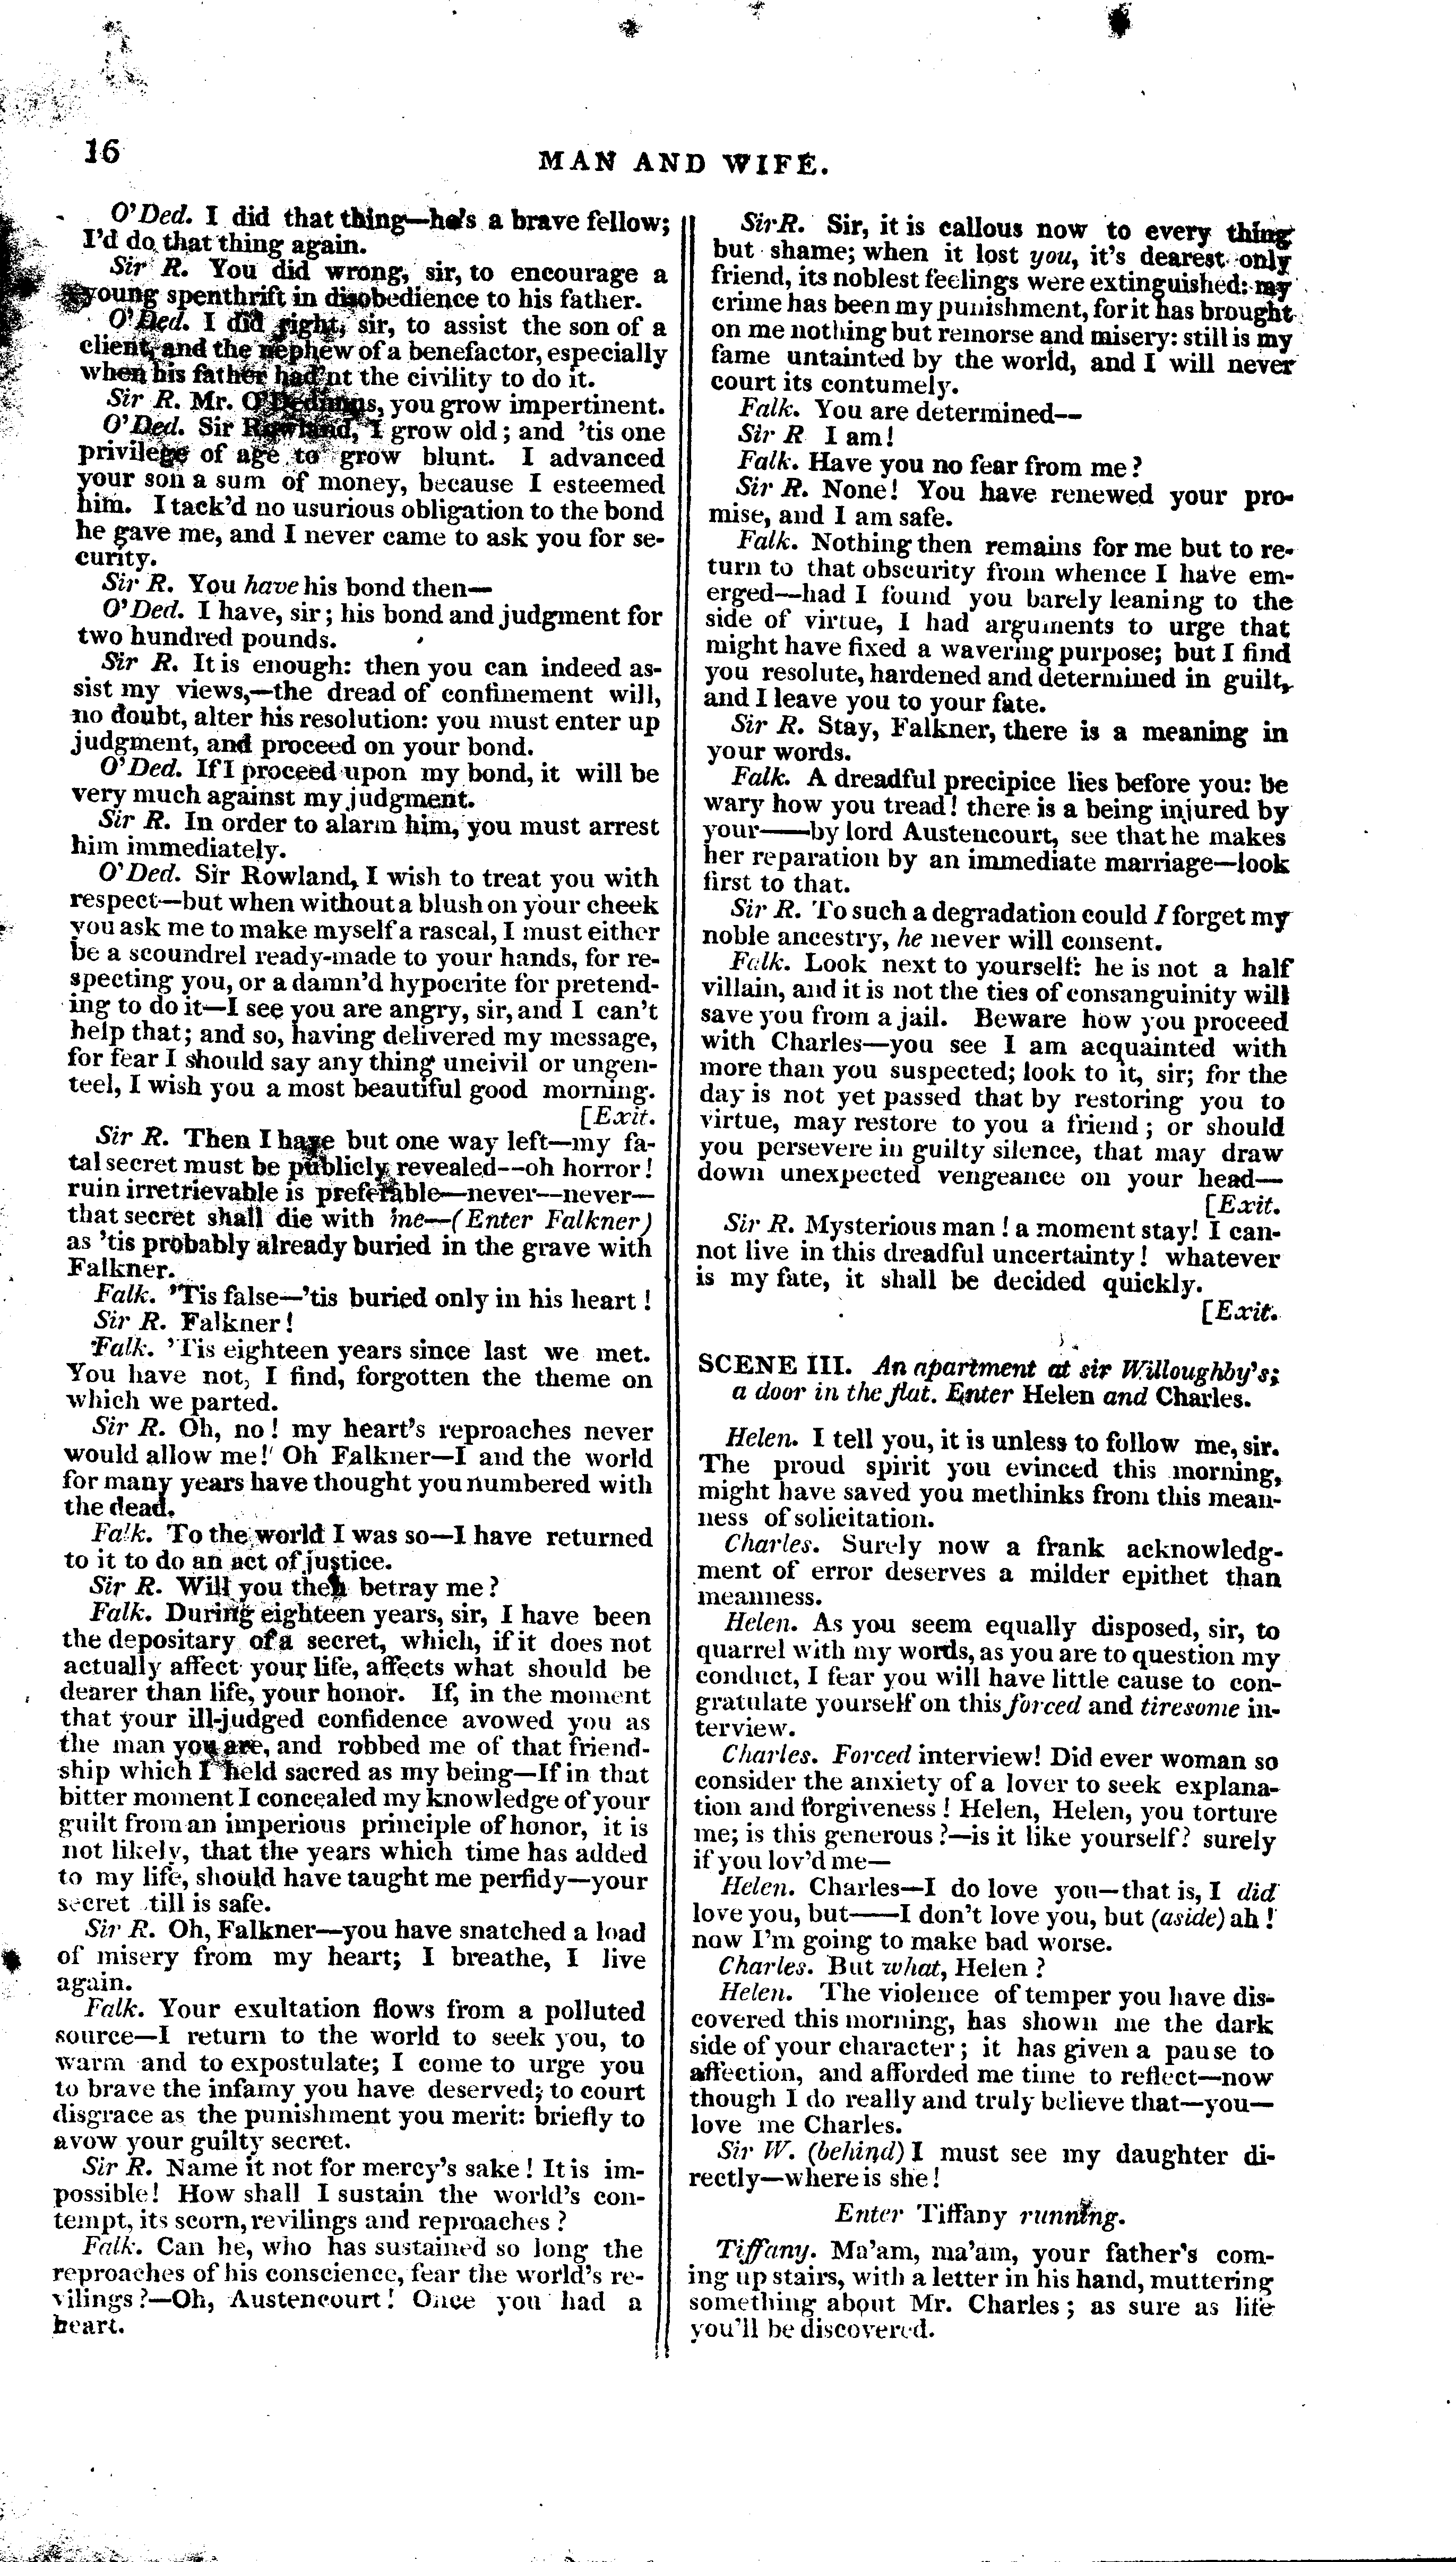 16
MAN AND WIFE.
O'Ded. I did that thing—he's a brave fellow;
I'd do that thing again.
Sir R. You did wrong, sir, to encourage a
young spenthrift in disobedience to his father.
O'Ded. I did right, sir, to assist the son of a
client, and the nephew of a benefactor, especially
when his father had'nt the civility to do it.
Sir R. Mr. O'Dedimus, you grow impertinent.
O'Ded. Sir Rowland, I grow old; and 'tis one
privilege of age to grow blunt. I advanced
your son a sum of money, because I esteemed
him. I tack'd no usurious obligation to the bond
he gave me, and I never came to ask you for se-
curity.
Sir R. You have his bond then—
O'Ded. I have, sir; his bond and judgment for
two hundred pounds.
Sir R. It is enough: then you can indeed as-
sist my views,—the dread of confinement will,
no doubt, alter his resolution: you must enter up
judgment, and proceed on your bond.
O'Ded. If I proceed upon my bond, it will be
very much against my judgment.
Sir R. In order to alarm him, you must arrest
him immediately.
O'Ded. Sir Rowland, I wish to treat you with
respect—but when without a blush on your cheek
you ask me to make myself a rascal, I must either
be a scoundrel ready-made to your hands, for re-
specting you, or a damn'd hypocrite for pretend-
ing to do it—I see you are angry, sir, and I can't
help that; and so, having delivered my message,
for fear I should say any thing uncivil or ungen-
teel, I wish you a most beautiful good morning.
[Exit.
Sir R. Then I have but one way left—my fa-
tal secret must be publicly revealed--oh horror!
ruin irretrievable is preferable—never--never—
that secret shall die with me—(Enter Falkner)
as 'tis probably already buried in the grave with
Falkner.
Falk. 'Tis false—'tis buried only in his heart!
Sir R. Falkner!
Falk. 'Tis eighteen years since last we met.
You have not, I find, forgotten the theme on
which we parted.
Sir R. Oh, no! my heart's reproaches never
would allow me! Oh Falkner—I and the world
for many years have thought you numbered with
the dead.
Falk. To the world I was so—I have returned
to it to do an act of justice.
Sir R. Will you then betray me?
Falk. During eighteen years, sir, I have been
the depositary of a secret, which, if it does not
actually affect your life, affects what should be
dearer than life, your honor. If, in the moment
that your ill-judged confidence avowed you as
the man you are, and robbed me of that friend-
ship which I held sacred as my being—If in that
bitter moment I concealed my knowledge of your
guilt from an imperious principle of honor, it is
not likely, that the years which time has added
to my life, should have taught me perfidy—your
secret till is safe.
Sir R. Oh, Falkner—you have snatched a load
of misery from my heart; I breathe, I live
again.
Falk. Your exultation flows from a polluted
source—I return to the world to seek you, to
warm and to expostulate; I come to urge you
to brave the infamy you have deserved; to court
disgrace as the punishment you merit: briefly to
avow your guilty secret.
Sir R. Name it not for mercy's sake! It is im-
possible! How shall I sustain the world's con-
tempt, its scorn, revilings and reproaches?
Falk. Can he, who has sustained so long the
reproaches of his conscience, fear the world's re-
vilings?—Oh, Austencourt! Once you had a
heart.
Sir R. Sir, it is callous now to every thing
but shame; when it lost you, it's dearest only
friend, its noblest feelings were extinguished: my
crime has been my punishment, for it has brought
on me nothing but remorse and misery: still is my
fame untainted by the world, and I will never
court its contumely.
Falk. You are determined--
Sir R I am!
Falk. Have you no fear from me?
Sir R. None! You have renewed your pro-
mise, and I am safe.
Falk. Nothing then remains for me but to re-
turn to that obscurity from whence I have em-
erged—had I found you barely leaning to the
side of virtue, I had arguments to urge that
might have fixed a wavering purpose; but I find
you resolute, hardened and determined in guilt,
and I leave you to your fate.
Sir R. Stay, Falkner, there is a meaning in
your words.
Falk. A dreadful precipice lies before you: be
wary how you tread! there is a being injured by
your——by lord Austencourt, see that he makes
her reparation by an immediate marriage—look
first to that.
Sir R. To such a degradation could I forget my
noble ancestry, he never will consent.
Falk. Look next to yourself: he is not a half
villain, and it is not the ties of consanguinity will
save you from a jail. Beware how you proceed
with Charles—you see I am acquainted with
more than you suspected; look to it, sir; for the
day is not yet passed that by restoring you to
virtue, may restore to you a friend; or should
you persevere in guilty silence, that may draw
down unexpected vengeance on your head—
[Exit.
Sir R. Mysterious man! a moment stay! I can-
not live in this dreadful uncertainty! whatever
is my fate, it shall be decided quickly.
[Exit.
SCENE III. An apartment at sir Willoughby's;
a door in the flat. Enter Helen and Charles.
Helen. I tell you, it is unless to follow me, sir.
The proud spirit you evinced this morning,
might have saved you methinks from this mean-
ness of solicitation.
Charles. Surely now a frank acknowledg-
ment of error deserves a milder epithet than
meanness.
Helen. As you seem equally disposed, sir, to
quarrel with my words, as you are to question my
conduct, I fear you will have little cause to con-
gratulate yourself on this forced and tiresome in-
terview.
Charles. Forced interview! Did ever woman so
consider the anxiety of a lover to seek explana-
tion and forgiveness! Helen, Helen, you torture
me; is this generous?—is it like yourself? surely
if you lov'd me—
Helen. Charles—I do love you—that is, I did
love you, but——I don't love you, but (aside) ah!
now I'm going to make bad worse.
Charles. But what, Helen?
Helen. The violence of temper you have dis-
covered this morning, has shown me the dark
side of your character; it has given a pause to
affection, and afforded me time to reflect—now
though I do really and truly believe that—you—
love me Charles.
Sir W. (behind) I must see my daughter di-
rectly—where is she!
Enter Tiffany running.
Tiffany. Ma'am, ma'am, your father's com-
ing up stairs, with a letter in his hand, muttering
something about Mr. Charles; as sure as life
you'll be discovered.